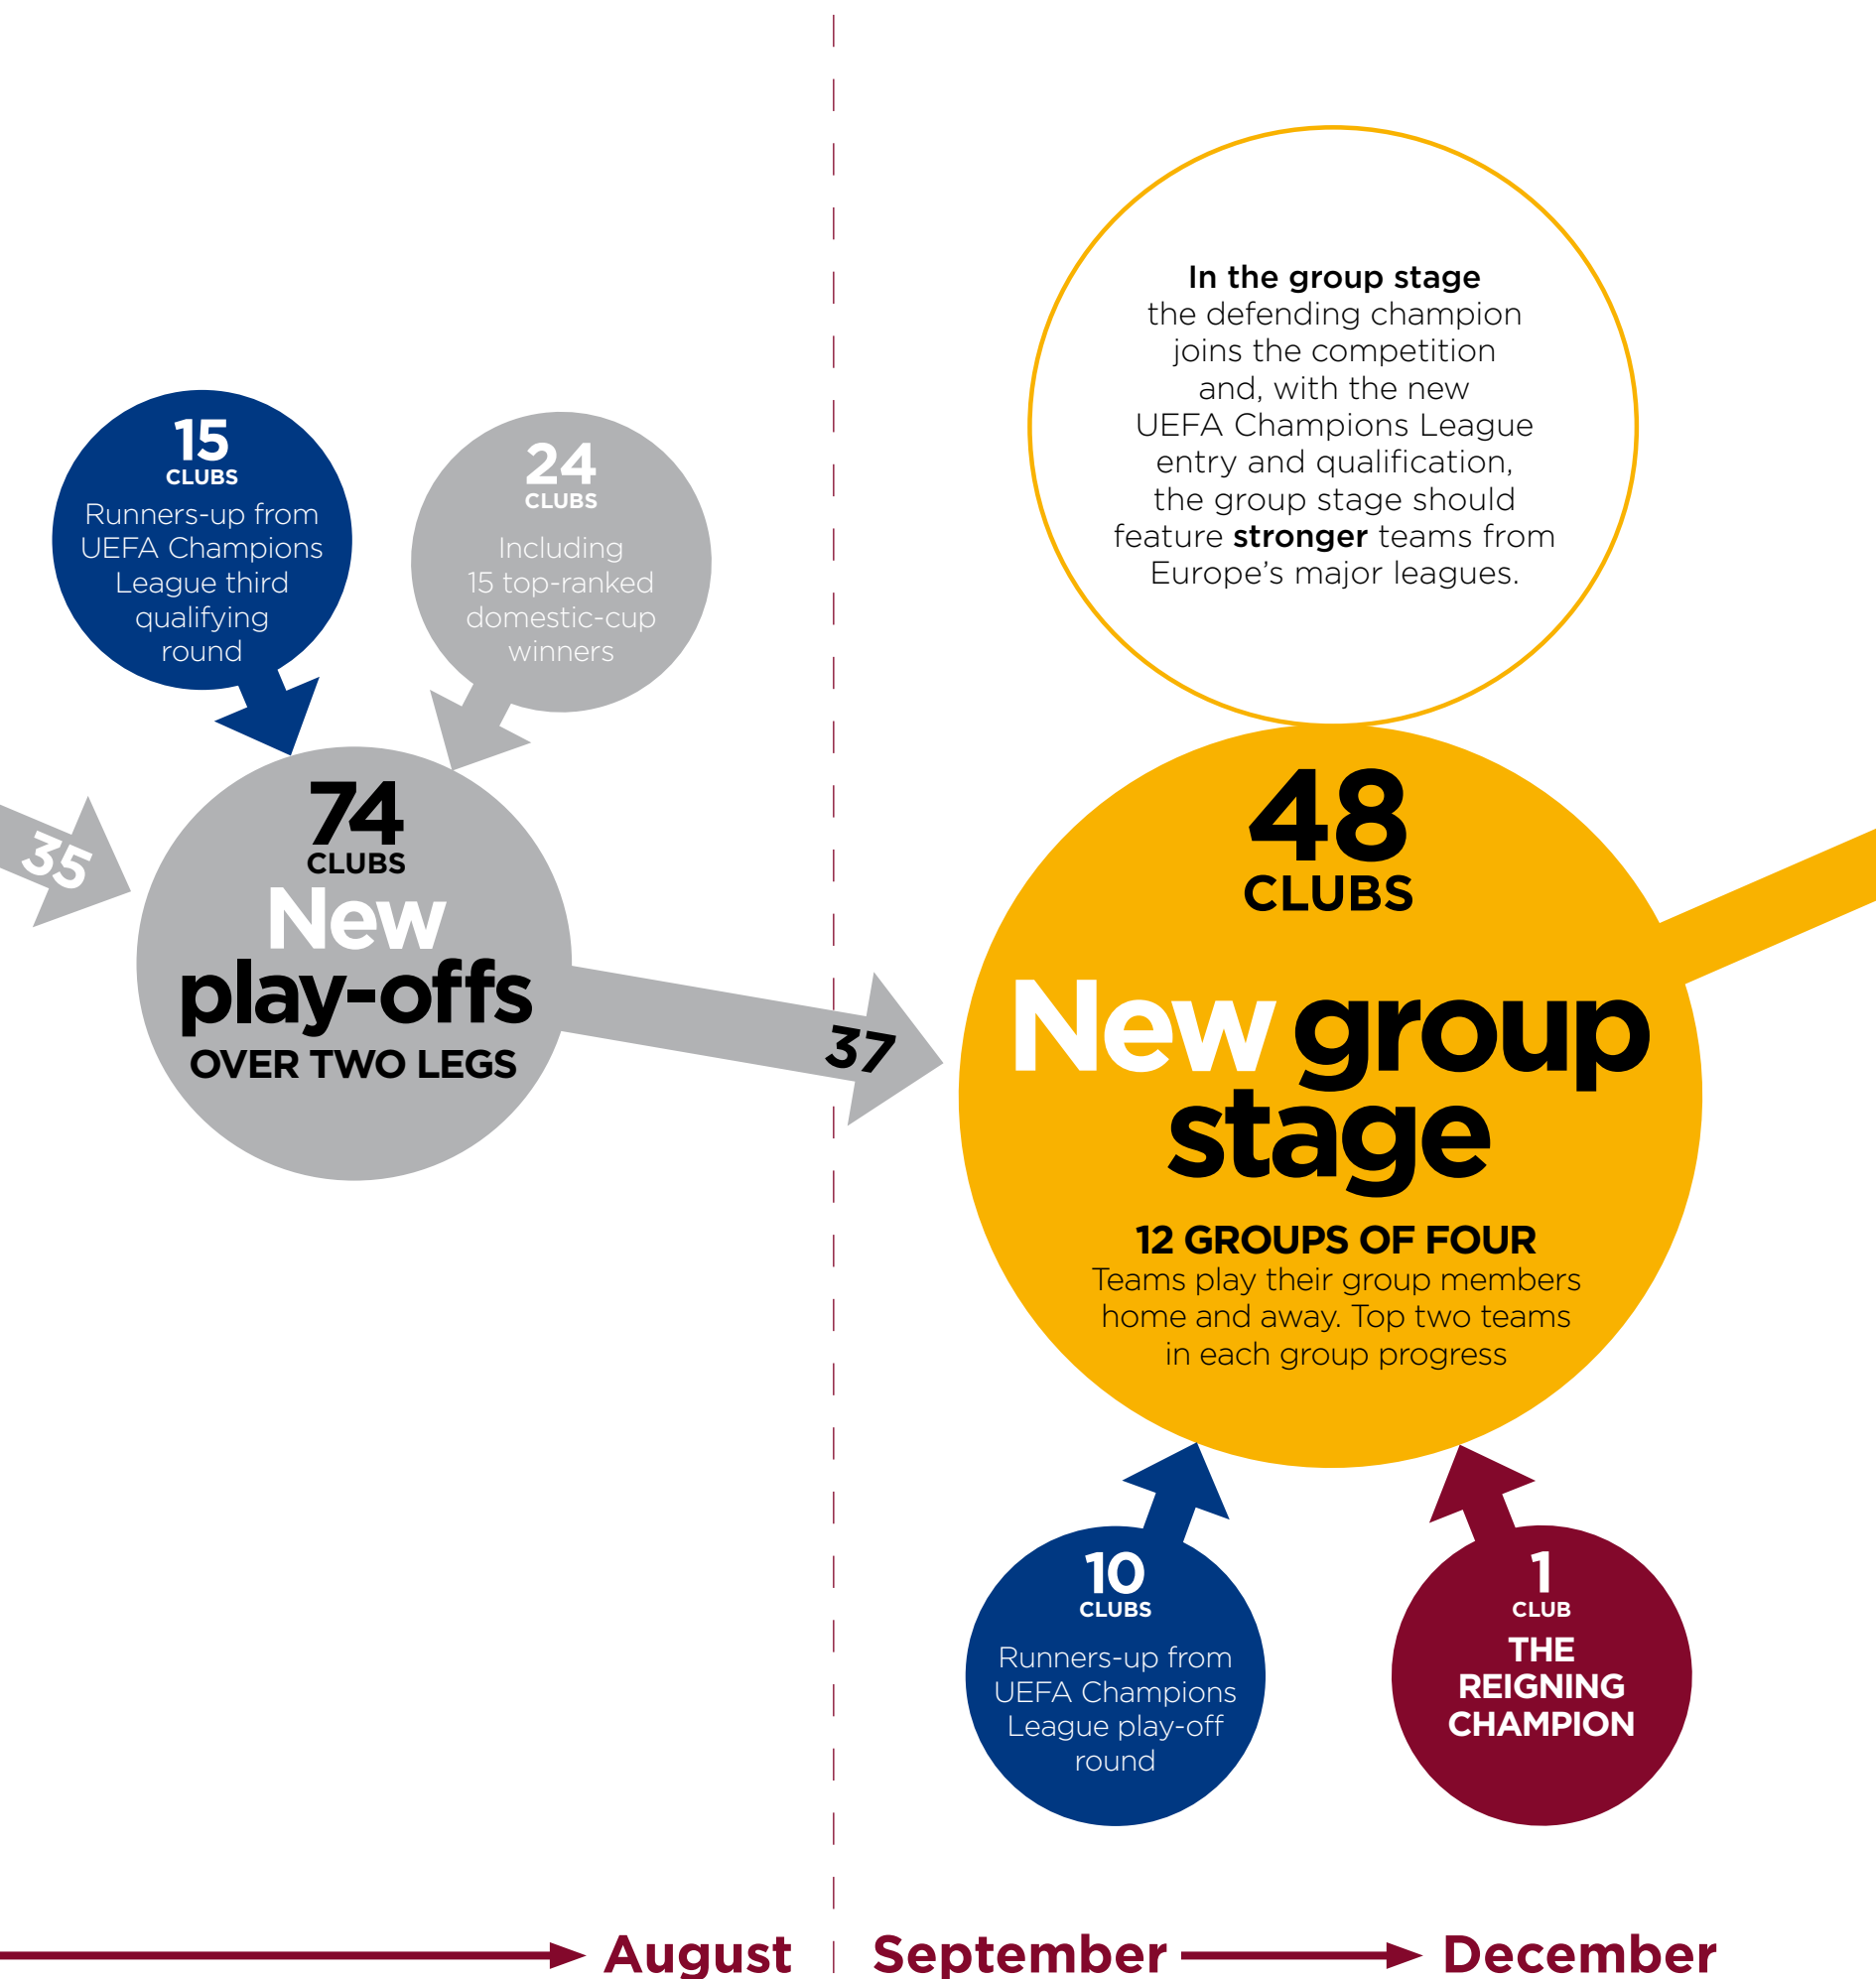 15
CLUBS
Runners-up from
UEFA Champions
League third
qualifying
round
24
CLUBS
Including
15 top-ranked
domestic-cup
winners
35
74
CLUBS
New
play-offs
OVER TWO LEGS
37
In the group stage
the defending champion
joins the competition
and, with the new
UEFA Champions League
entry and qualification,
the group stage should
feature stronger teams from
Europe's major leagues.
48
CLUBS
New group
stage
12 GROUPS OF FOUR
Teams play their group members
home and away. Top two teams
in each group progress
10
CLUBS
Runners-up from
UEFA Champions
League play-off
round
1
CLUB
THE
REIGNING
CHAMPION
August
September
December